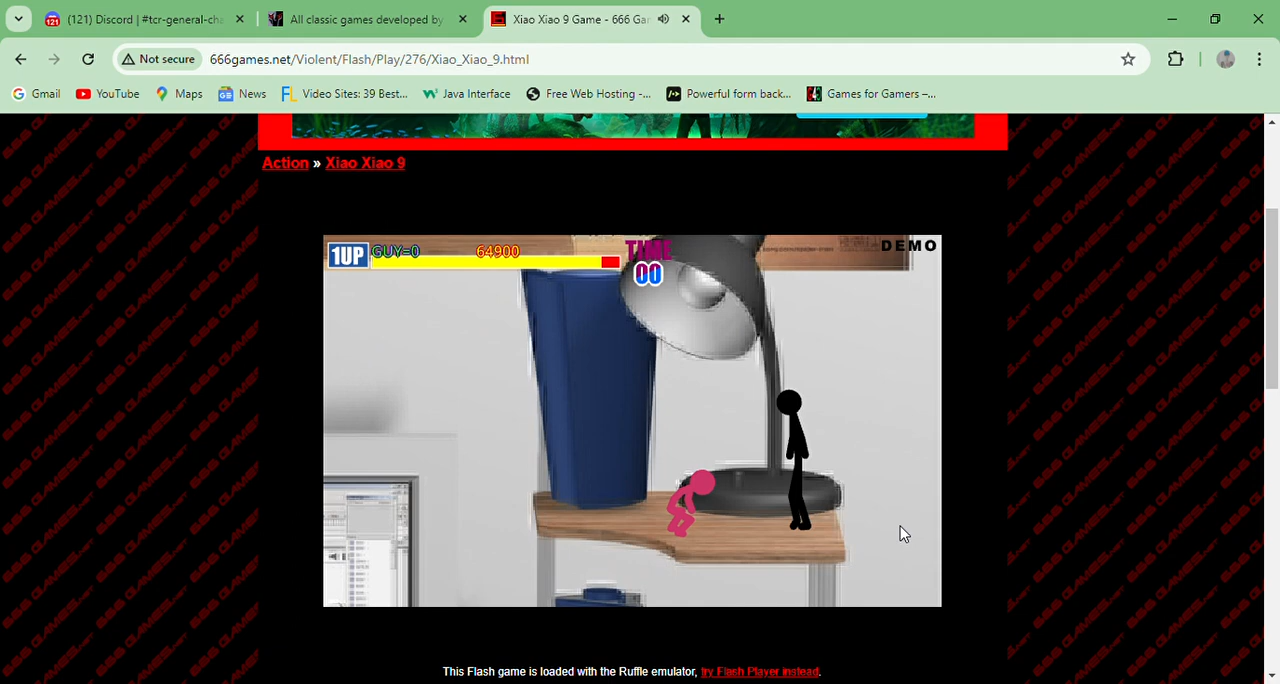 (121) Discord | #tcr-general-cha
All classic games developed by
Xiao Xiao 9 Game - 666 Gam
Not secure
666games.net/Violent/Flash/Play/276/Xiao_Xiao_9.html
Gmail
YouTube
Maps
News
Video Sites: 39 Best...
Java Interface
Free Web Hosting -...
Powerful form back...
Games for Gamers –...
Action » Xiao Xiao 9
1UP
GUY=0
64900
TIME
00
DEMO
This Flash game is loaded with the Ruffle emulator, try Flash Player instead.